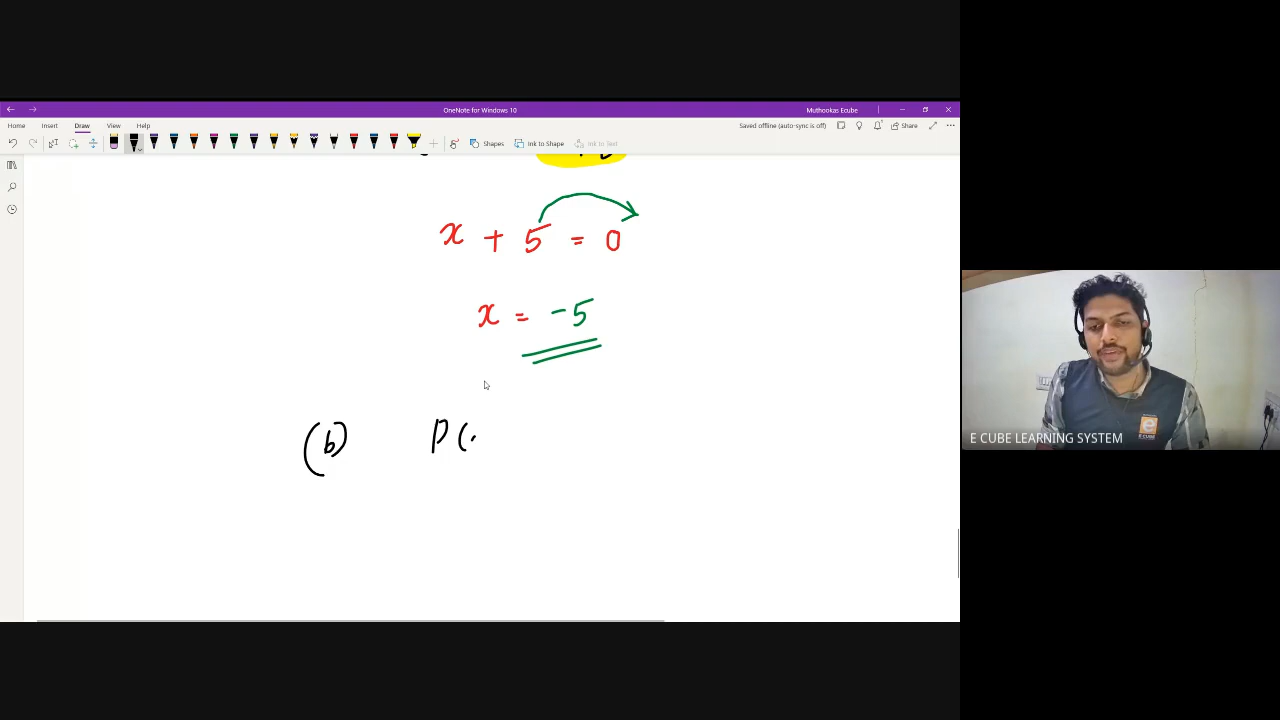 OneNote for Windows 10
Muthookas Ecube
Home Insert Draw View Help
Saved offline (auto-sync is off) Share
Shapes Ink to Shape Ink to Text
x + 5 = 0
x = -5
(b) P(
E CUBE LEARNING SYSTEM
e
E CUBE